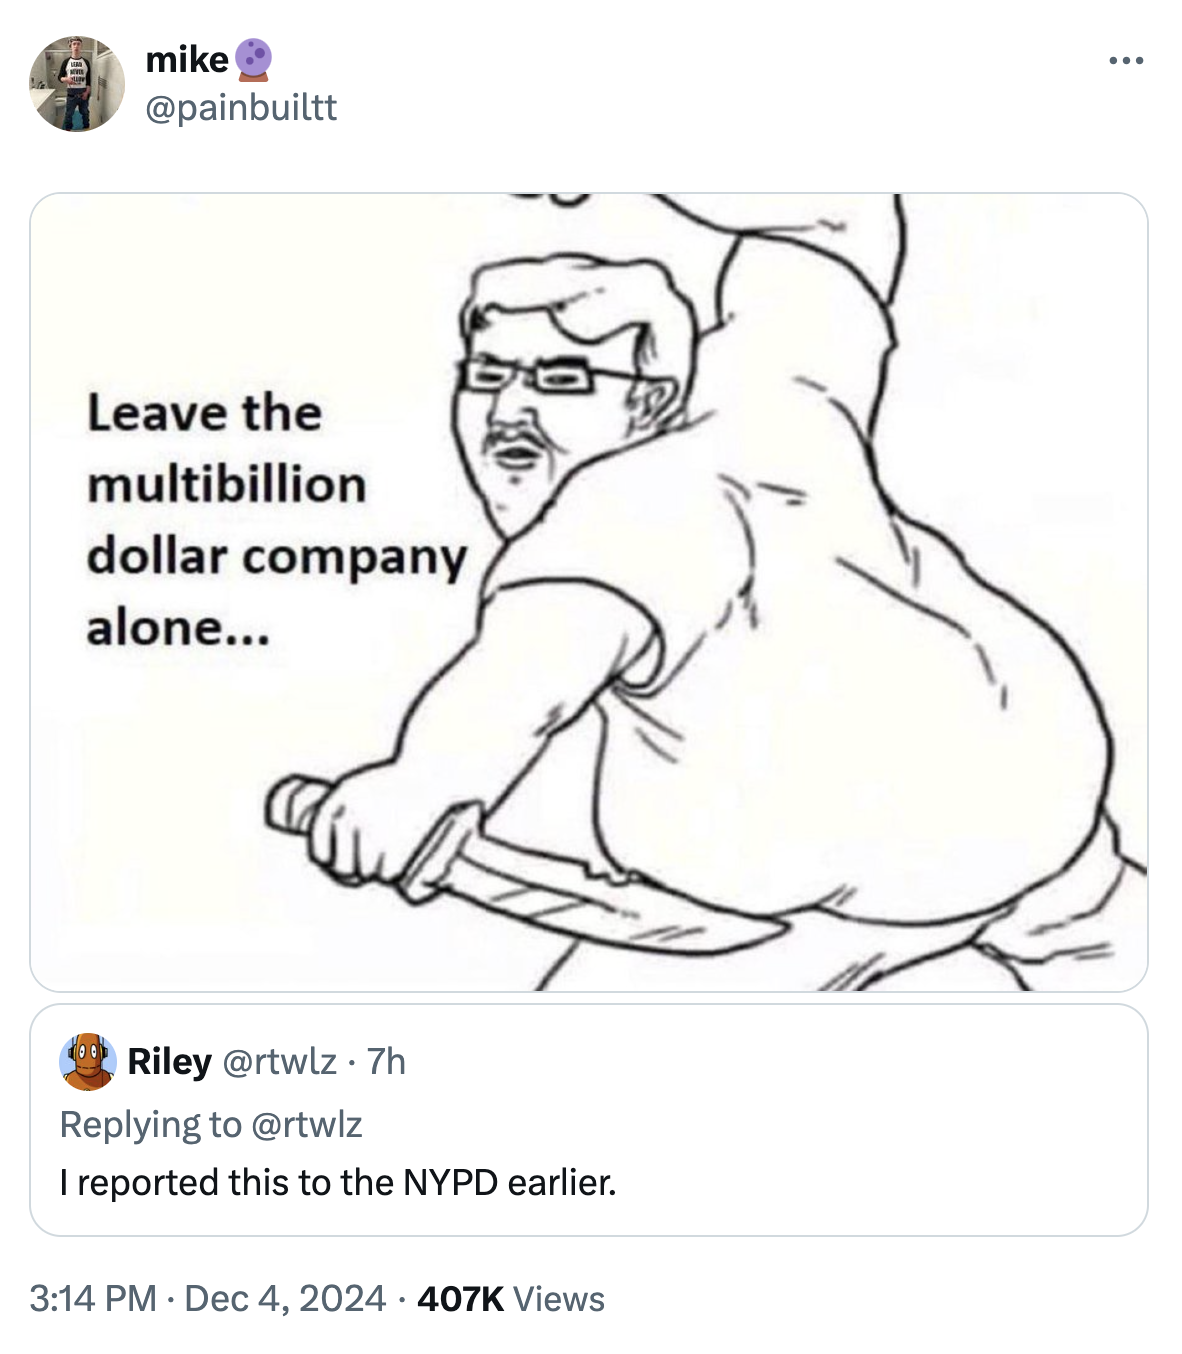 mike
@painbuiltt
Leave the
multibillion
dollar company
alone...
Riley @rtwlz · 7h
Replying to @rtwlz
I reported this to the NYPD earlier.
3:14 PM · Dec 4, 2024 · 407K Views